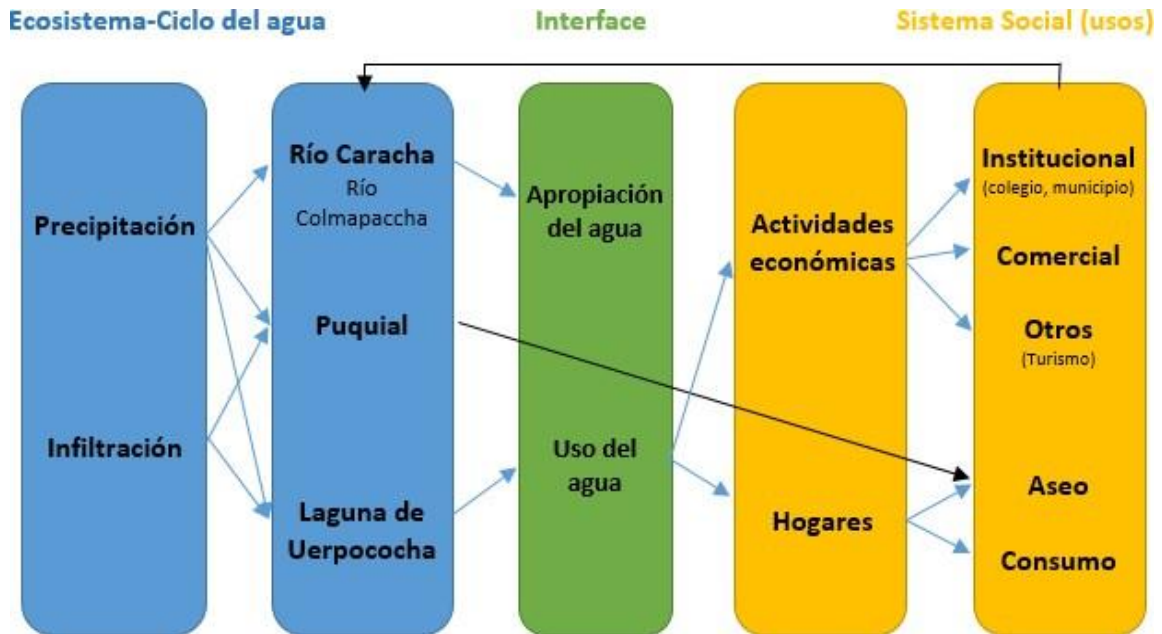 Ecosistema-Ciclo del agua
Interface
Sistema Social (usos)
Precipitación
Infiltración
Río Caracha
Río
Colmapaccha
Puquial
Laguna de
Uerpococha
Apropiación
del agua
Uso del
agua
Actividades
económicas
Hogares
Institucional
(colegio, municipio)
Comercial
Otros
(Turismo)
Aseo
Consumo